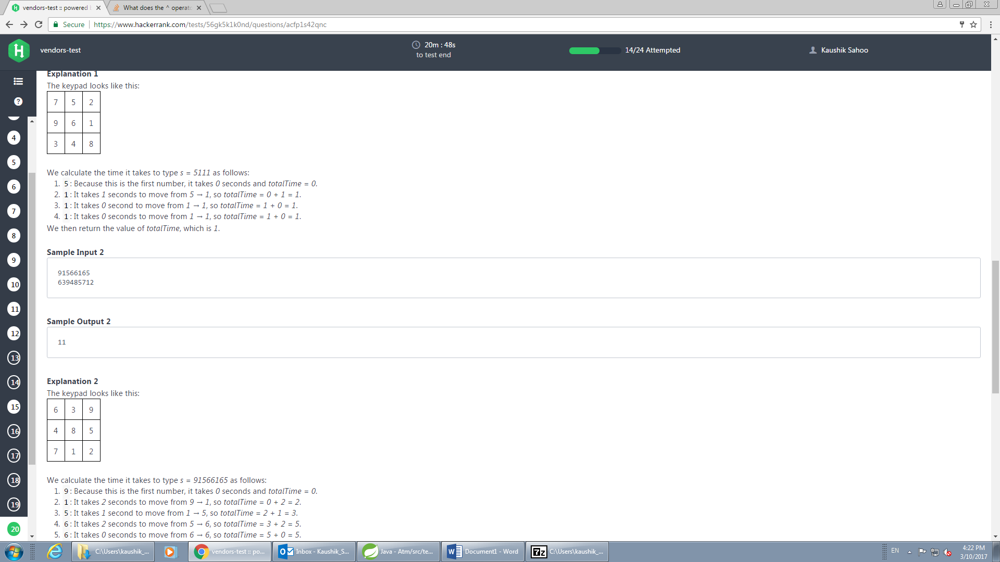 vendors-test :: powered
What does the ^ operat
Secure
https://www.hackerrank.com/tests/56gk5k1k0nd/questions/acfp1s42qnc
H
vendors-test
20m : 48s
to test end
14/24 Attempted
Kaushik Sahoo
?
4
5
6
7
8
9
10
11
12
13
14
15
16
17
18
19
20
Explanation 1
The keypad looks like this:
7 5 2
9 6 1
3 4 8
We calculate the time it takes to type s = 5111 as follows:
1. 5: Because this is the first number, it takes 0 seconds and totalTime = 0.
2. 1: It takes 1 seconds to move from 5 → 1, so totalTime = 0 + 1 = 1.
3. 1: It takes 0 second to move from 1 → 1, so totalTime = 1 + 0 = 1.
4. 1: It takes 0 seconds to move from 1 → 1, so totalTime = 1 + 0 = 1.
We then return the value of totalTime, which is 1.
Sample Input 2
91566165
639485712
Sample Output 2
11
Explanation 2
The keypad looks like this:
6 3 9
4 8 5
7 1 2
We calculate the time it takes to type s = 91566165 as follows:
1. 9: Because this is the first number, it takes 0 seconds and totalTime = 0.
2. 1: It takes 2 seconds to move from 9 → 1, so totalTime = 0 + 2 = 2.
3. 5: It takes 1 second to move from 1 → 5, so totalTime = 2 + 1 = 3.
4. 6: It takes 2 seconds to move from 5 → 6, so totalTime = 3 + 2 = 5.
5. 6: It takes 0 seconds to move from 6 → 6, so totalTime = 5 + 0 = 5.
C:\Users\kaushik_...
vendors-test :: po...
Inbox - Kaushik_S...
Java - Atm/src/te...
Document1 - Word
7z
C:\Users\kaushik_...
EN
4:22 PM
3/10/2017